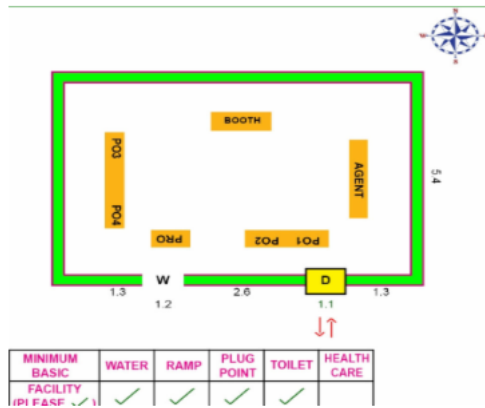 N
W
E
S
BOOTH
PO3
PO4
AGENT
5.4
PRO
PO2 PO1
W
D
1.3
1.2
2.6
1.1
1.3
MINIMUM BASIC WATER RAMP PLUG POINT TOILET HEALTH CARE
FACILITY (PLEASE ✓) ✓ ✓ ✓ ✓